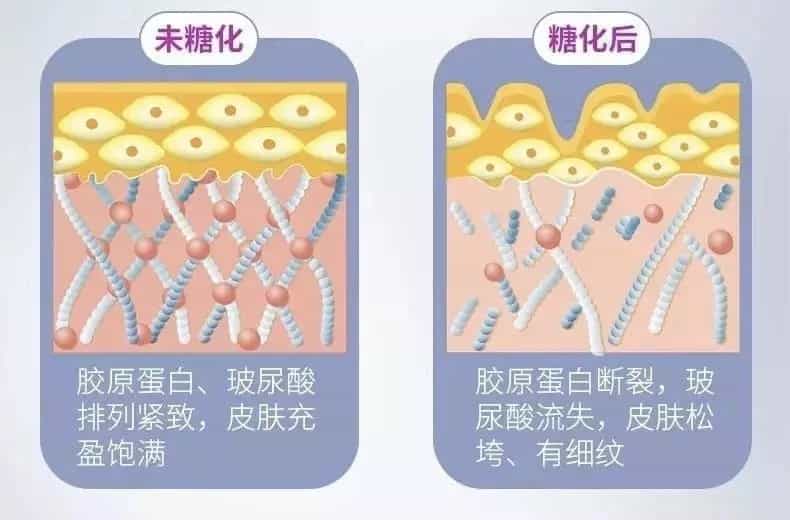 未糖化
胶原蛋白、玻尿酸
排列紧致，皮肤充
盈饱满
糖化后
胶原蛋白断裂，玻
尿酸流失，皮肤松
垮、有细纹